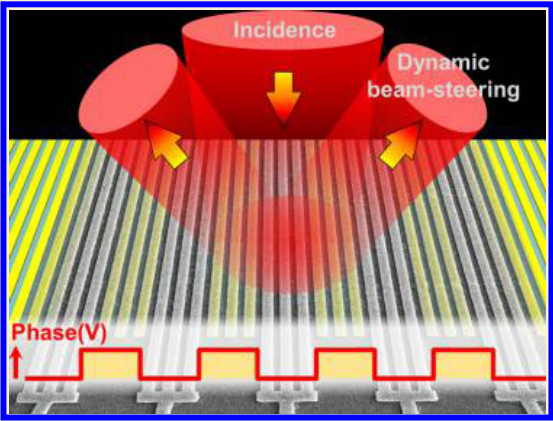 Incidence
Dynamic
beam-steering
Phase(V)